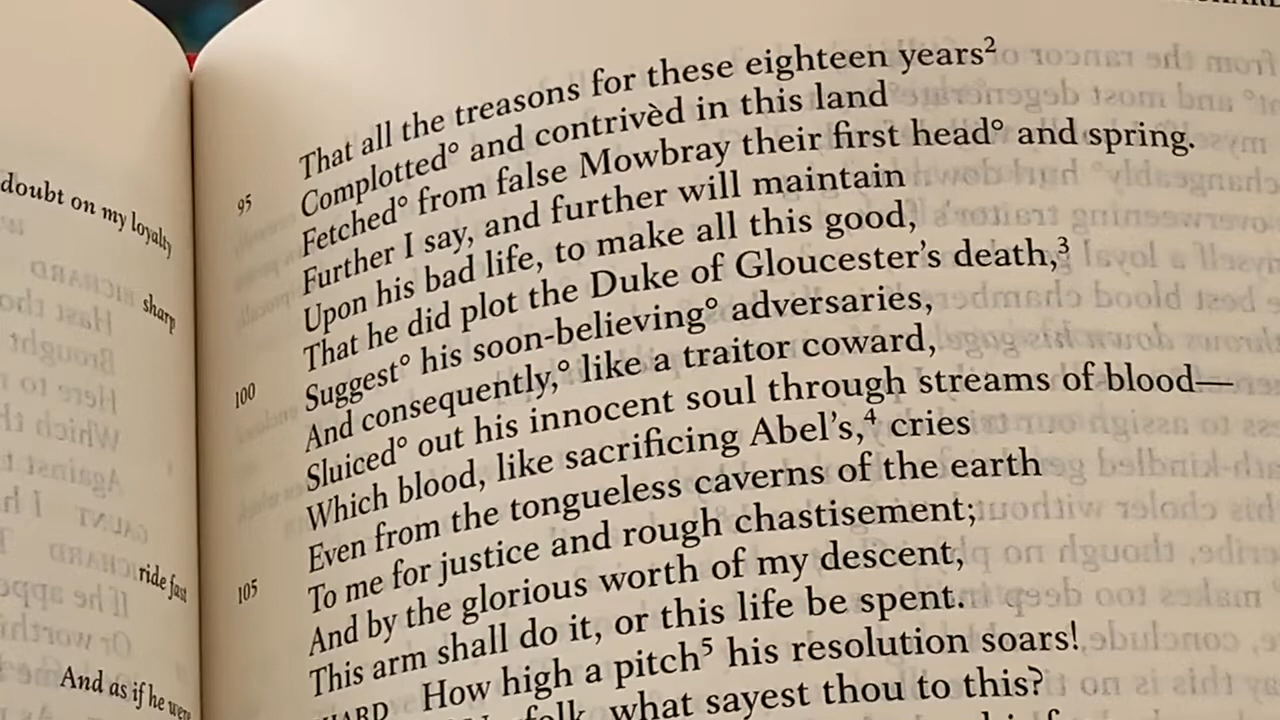 doubt on my loyalty
sharp
ride fast
And as if he were
That all the treasons for these eighteen years²
95 Complotted° and contrivèd in this land
Fetched° from false Mowbray their first head° and spring.
Further I say, and further will maintain
Upon his bad life, to make all this good,
That he did plot the Duke of Gloucester's death,³
100 Suggest° his soon-believing° adversaries,
And consequently,° like a traitor coward,
Sluiced° out his innocent soul through streams of blood—
Which blood, like sacrificing Abel's,⁴ cries
Even from the tongueless caverns of the earth
105 To me for justice and rough chastisement;
And by the glorious worth of my descent,
This arm shall do it, or this life be spent.
How high a pitch⁵ his resolution soars!
what sayest thou to this?